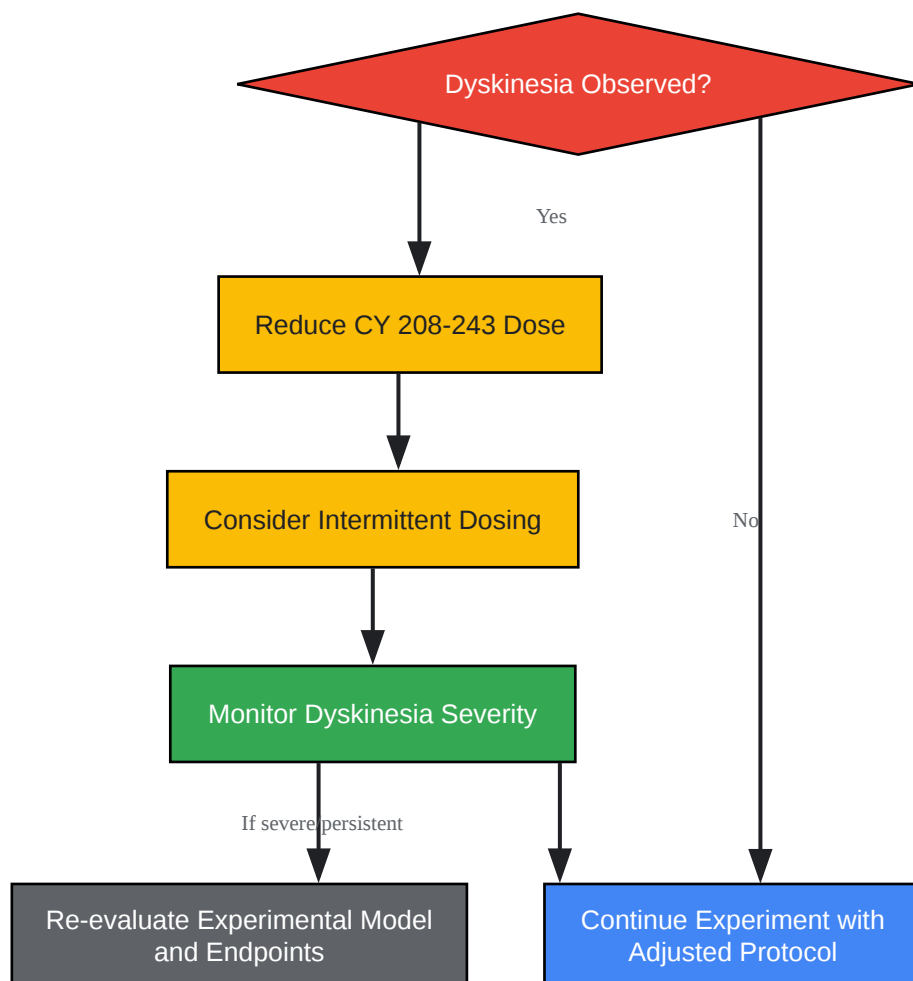 Dyskinesia Observed?
Yes
Reduce CY 208-243 Dose
Consider Intermittent Dosing
No
Monitor Dyskinesia Severity
If severe/persistent
Re-evaluate Experimental Model
and Endpoints
Continue Experiment with
Adjusted Protocol